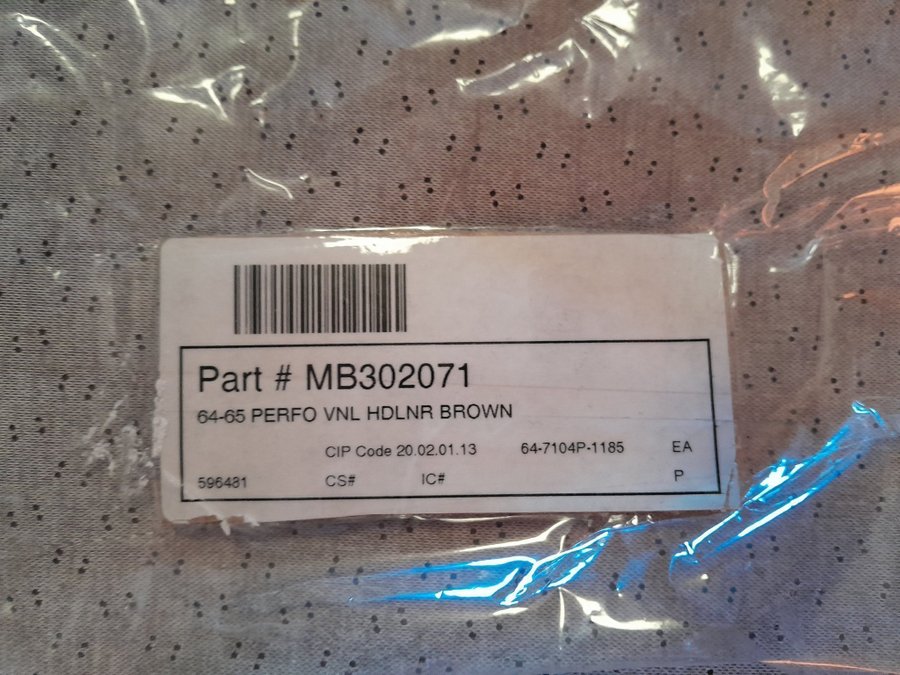 Part # MB302071
64-65 PERFO VNL HDLNR BROWN
CIP Code 20.02.01.13 64-7104P-1185 EA
596481 CS# IC# P